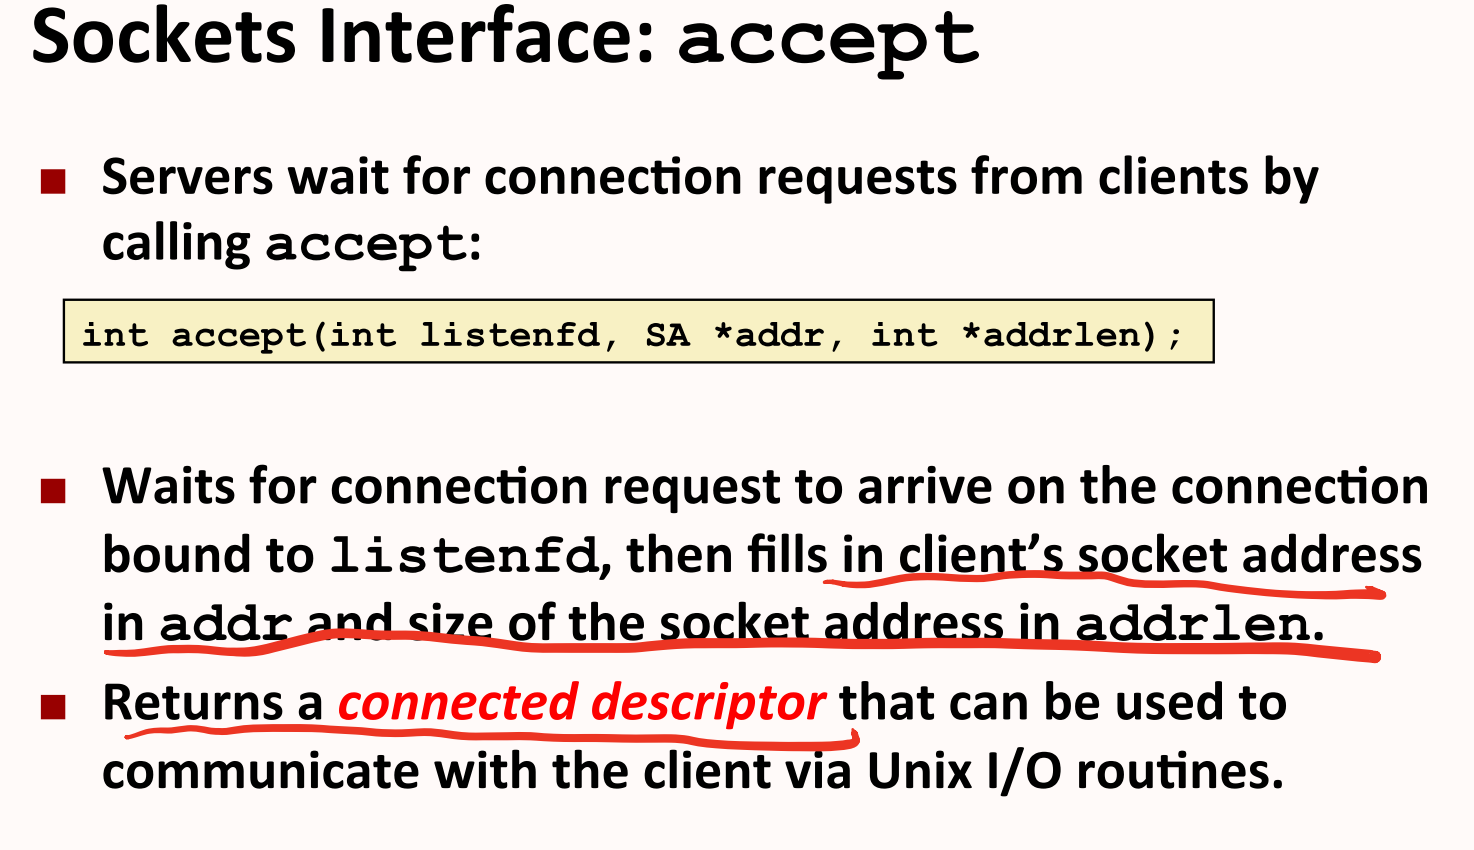 Sockets Interface: accept
Servers wait for connection requests from clients by
calling accept:
int accept(int listenfd, SA *addr, int *addrlen);
Waits for connection request to arrive on the connection
bound to listenfd, then fills in client’s socket address
in addr and size of the socket address in addrlen.
Returns a connected descriptor that can be used to
communicate with the client via Unix I/O routines.